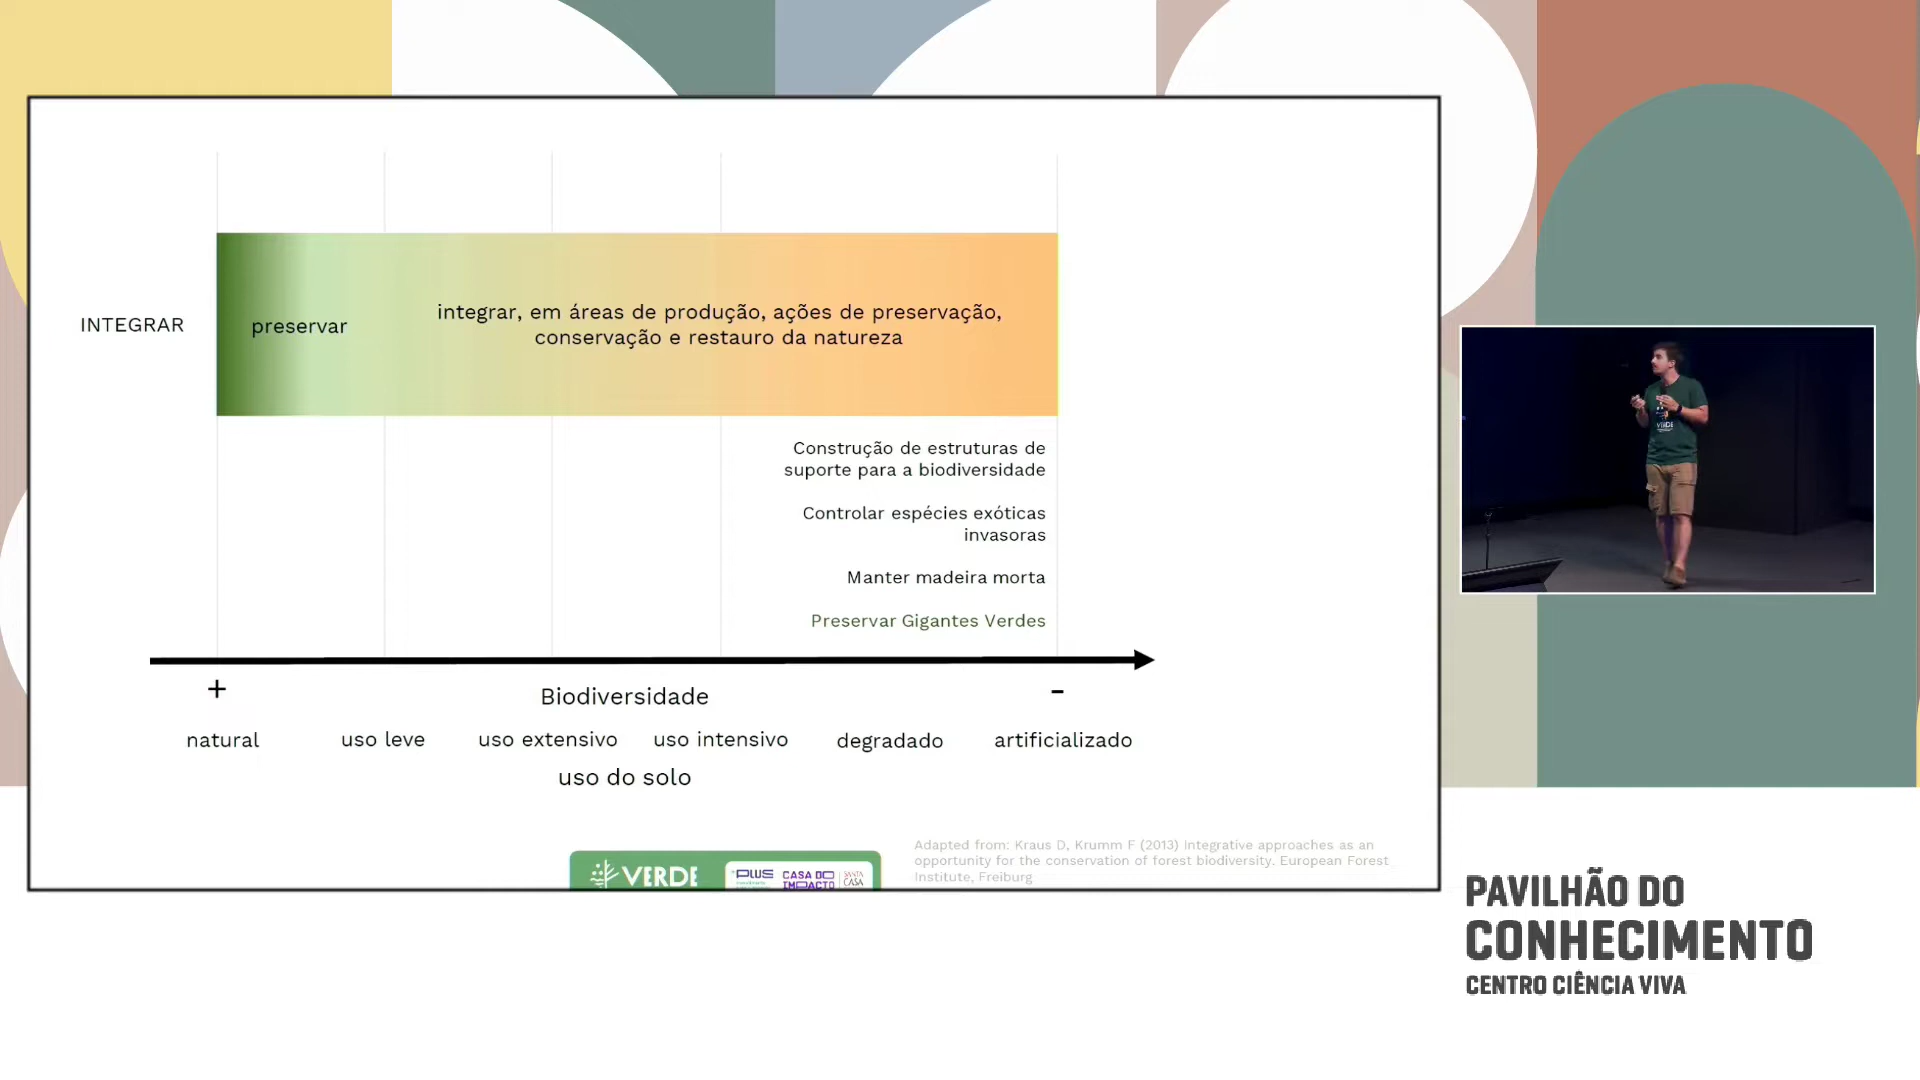 INTEGRAR
preservar
integrar, em áreas de produção, ações de preservação,
conservação e restauro da natureza
Construção de estruturas de
suporte para a biodiversidade
Controlar espécies exóticas
invasoras
Manter madeira morta
Preservar Gigantes Verdes
+
Biodiversidade
-
natural
uso leve
uso extensivo
uso intensivo
degradado
artificializado
uso do solo
VERDE
PLUS
CASA DO
IMPACTO
SANTA
CASA
Adapted from: Kraus D, Krumm F (2013) Integrative approaches as an
opportunity for the conservation of forest biodiversity. European Forest
Institute, Freiburg
VERDE
PAVILHÃO DO
CONHECIMENTO
CENTRO CIÊNCIA VIVA